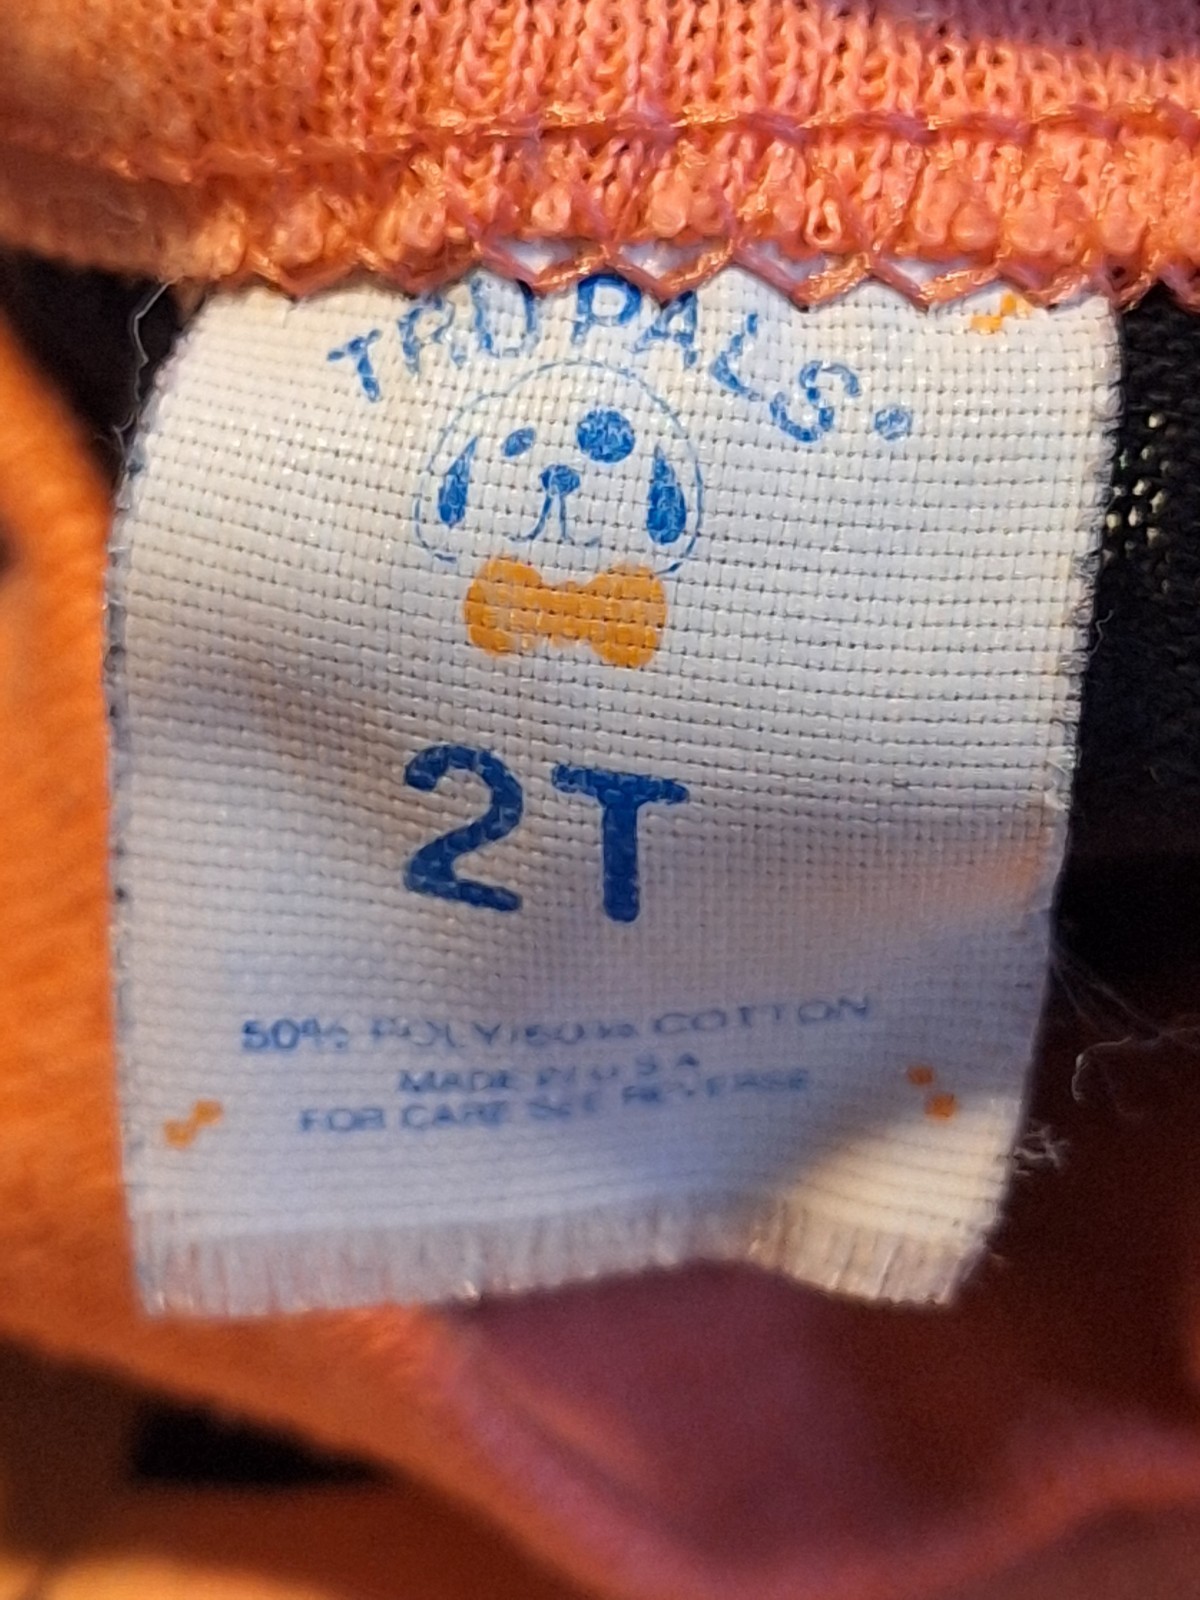 TRU PALS®
2T
50% POLY/50% COTTON
MADE IN U S A
FOR CARE SEE REVERSE